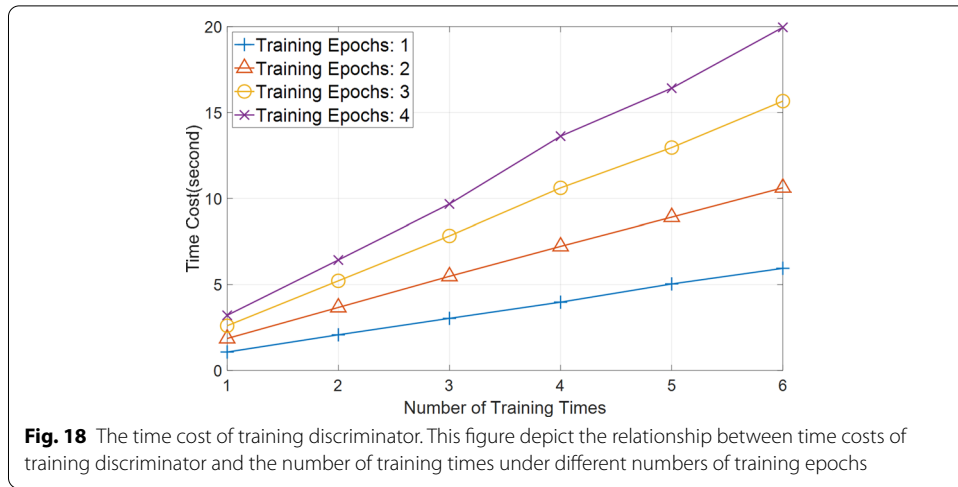 20
15
10
5
0
Time Cost(second)
Training Epochs: 1
Training Epochs: 2
Training Epochs: 3
Training Epochs: 4
1 2 3 4 5 6
Number of Training Times
Fig. 18 The time cost of training discriminator. This figure depict the relationship between time costs of
training discriminator and the number of training times under different numbers of training epochs